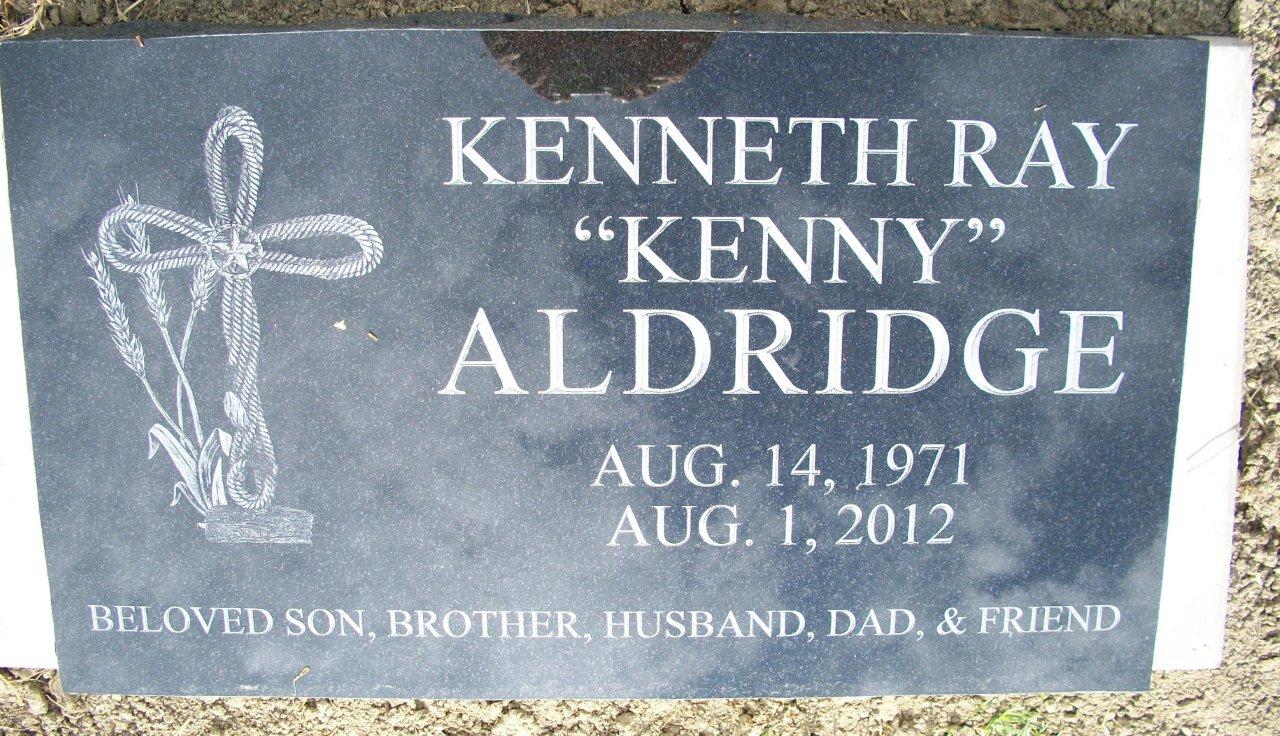 KENNETH RAY
“KENNY”
ALDRIDGE
AUG. 14, 1971
AUG. 1, 2012
BELOVED SON, BROTHER, HUSBAND, DAD, & FRIEND